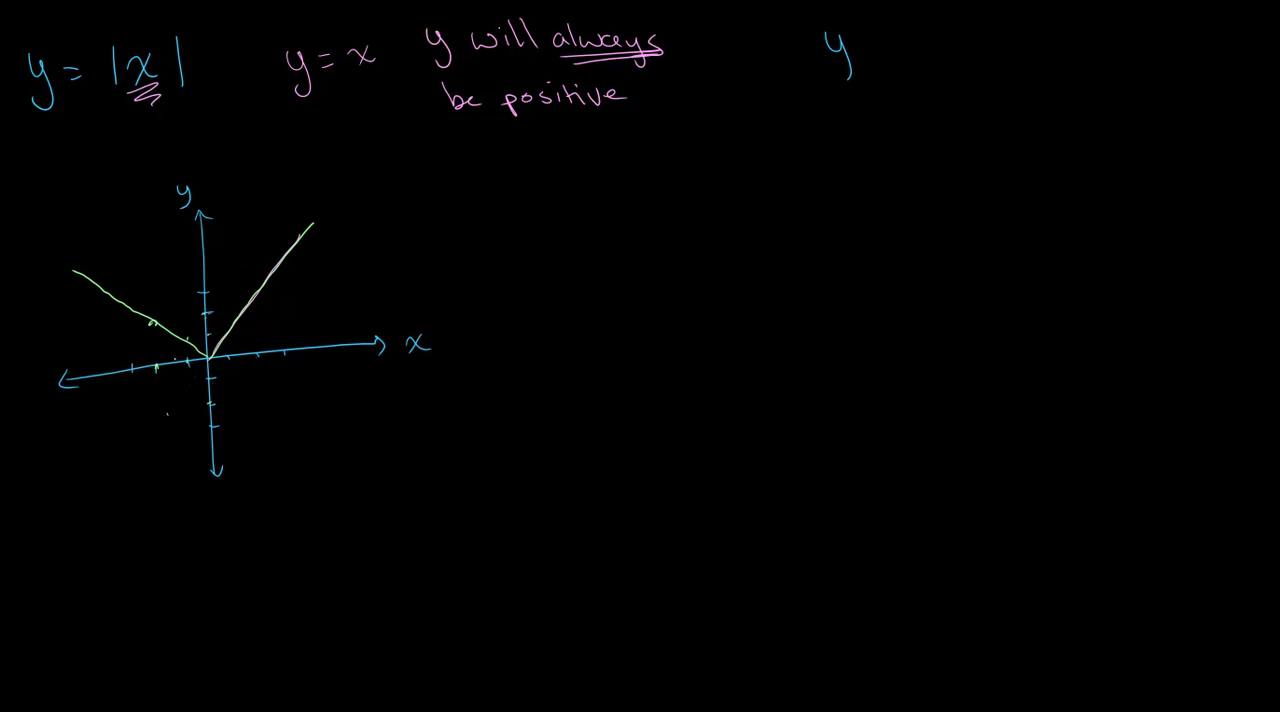 y = |x|
y = x
y will always
be positive
y
y
x